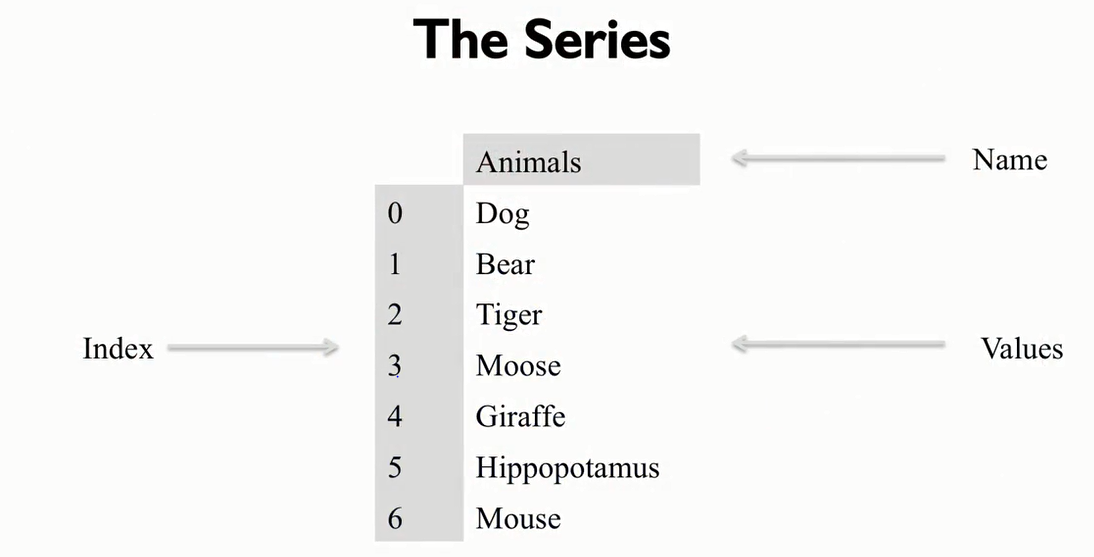 The Series
Animals
Name
0 Dog
1 Bear
2 Tiger
Index
Values
3 Moose
4 Giraffe
5 Hippopotamus
6 Mouse